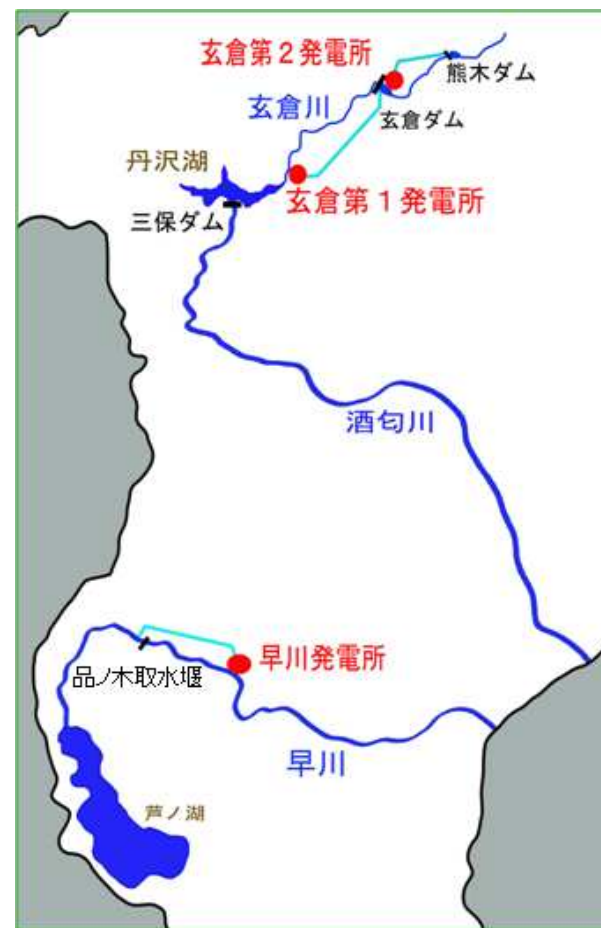 玄倉第２発電所
熊木ダム
玄倉川
玄倉ダム
丹沢湖
玄倉第１発電所
三保ダム
酒匂川
早川発電所
品ノ木取水堰
早川
芦ノ湖